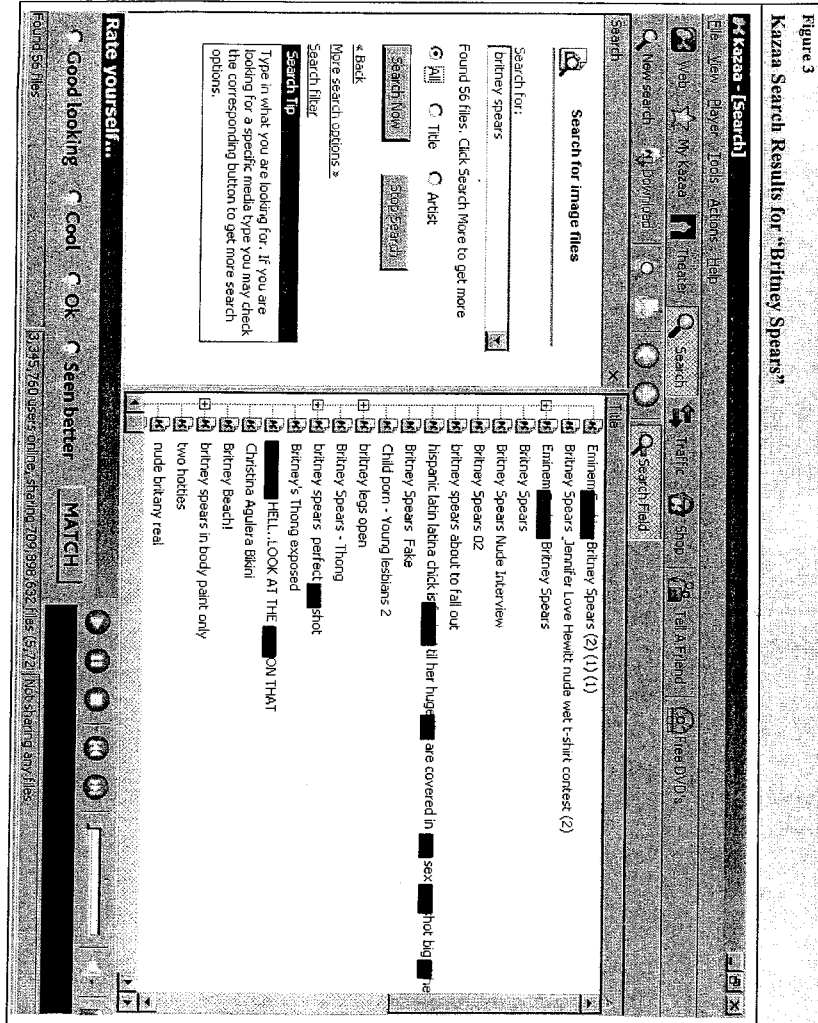 Figure 3
Kazaa Search Results for “Britney Spears”
Kazaa - [Search]
File View Player Tools Actions Help
Web My Kazaa Theater Search Traffic Shop Tell A Friend Free DVD's
New search Download Search Field
Search X
Search for image files
Search for:
britney spears
Found 56 files. Click Search More to get more
All Title Artist
Search Now Stop Search
« Back
More search options »
Search filter
Search Tip
Type in what you are looking for. If you are
looking for a specific media type you may check
the corresponding button to get more search
options.
Title
Eminem Britney Spears (2) (1) (1)
Britney Spears _Jennifer Love Hewitt nude wet t-shirt contest (2)
Eminem Britney Spears
Britney Spears
Britney Spears Nude Interview
Britney Spears 02
britney spears about to fall out
hispanic latin latina chick is til her huge are covered in sex shot big
Britney Spears_Fake
Child porn - Young lesbians 2
britney legs open
Britney Spears - Thong
britney spears perfect shot
Britney's Thong exposed
HELL..LOOK AT THE ON THAT
Christina Agulera Bikini
Britney Beach!
britney spears in body paint only
two hotties
nude britany real
Rate yourself...
Good looking Cool Ok Seen better MATCH
Found 56 files 3,345,760 users online, sharing 709,898,632 files (5,72) Not sharing any files